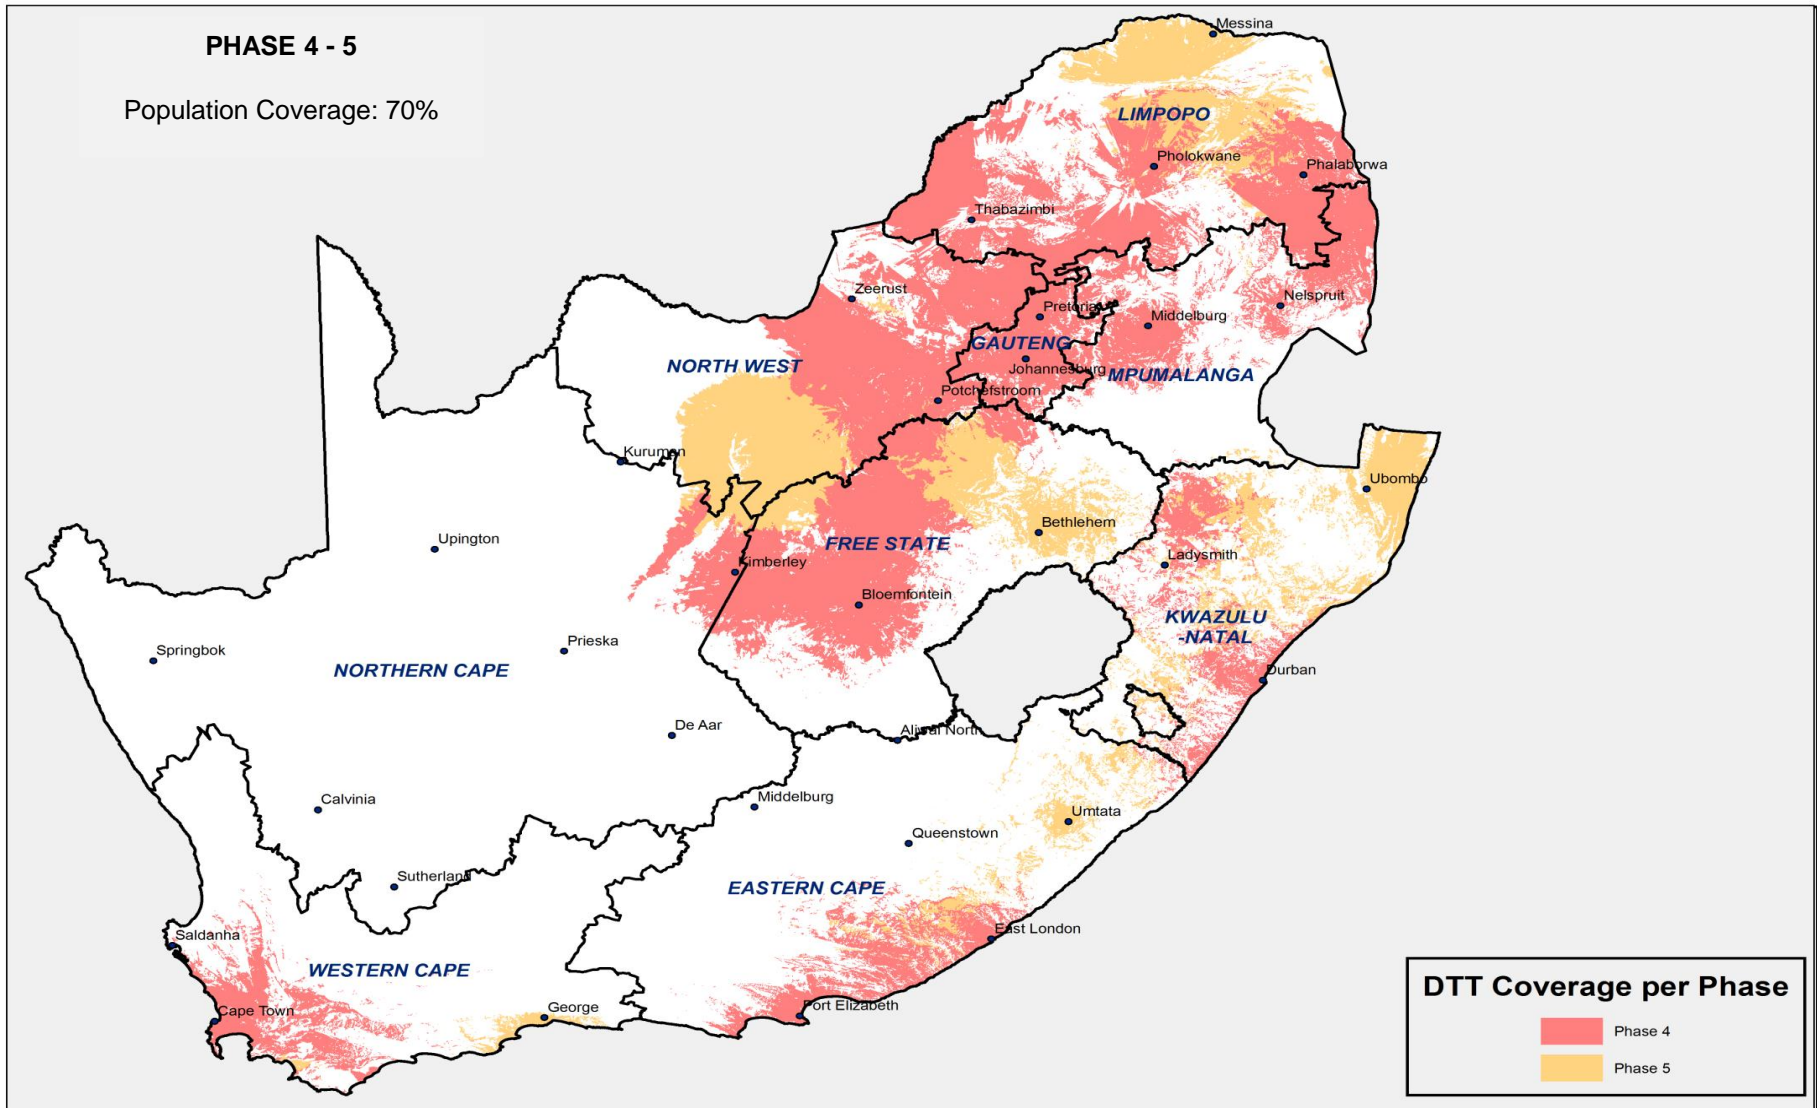 PHASE 4 - 5
Population Coverage: 70%
Messina
LIMPOPO
Pholokwane
Phalaborwa
Thabazimbi
Zeerust
Pretoria
Nelspruit
Middelburg
GAUTENG
NORTH WEST
Johannesburg
MPUMALANGA
Potchefstroom
Kuruman
Ubombo
Upington
Bethlehem
FREE STATE
Ladysmith
Kimberley
Bloemfontein
KWAZULU
-NATAL
Springbok
Prieska
NORTHERN CAPE
Durban
De Aar
Aliwal North
Calvinia
Middelburg
Umtata
Queenstown
Sutherland
EASTERN CAPE
Saldanha
East London
WESTERN CAPE
Cape Town
George
Port Elizabeth
DTT Coverage per Phase
Phase 4
Phase 5